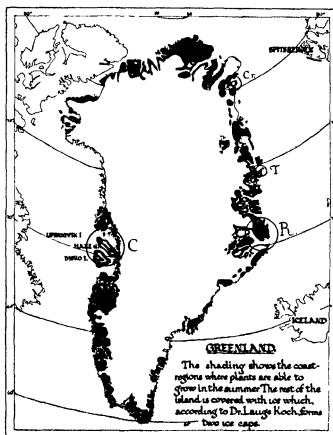 SPITSBERGEN
Cr.
T.
R.
UPERNIVIK I.
HARE I.
DISKO I.
C
ICELAND
GREENLAND.
The shading shows the coast-
regions where plants are able to
grow in the summer. The rest of the
island is covered with ice which,
according to Dr. Lauge Koch, forms
two ice caps.